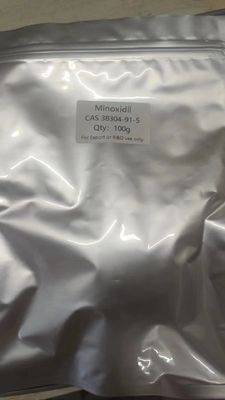 Minoxidil
CAS 38304-91-5
Qty: 100g
For Export or R&D use only